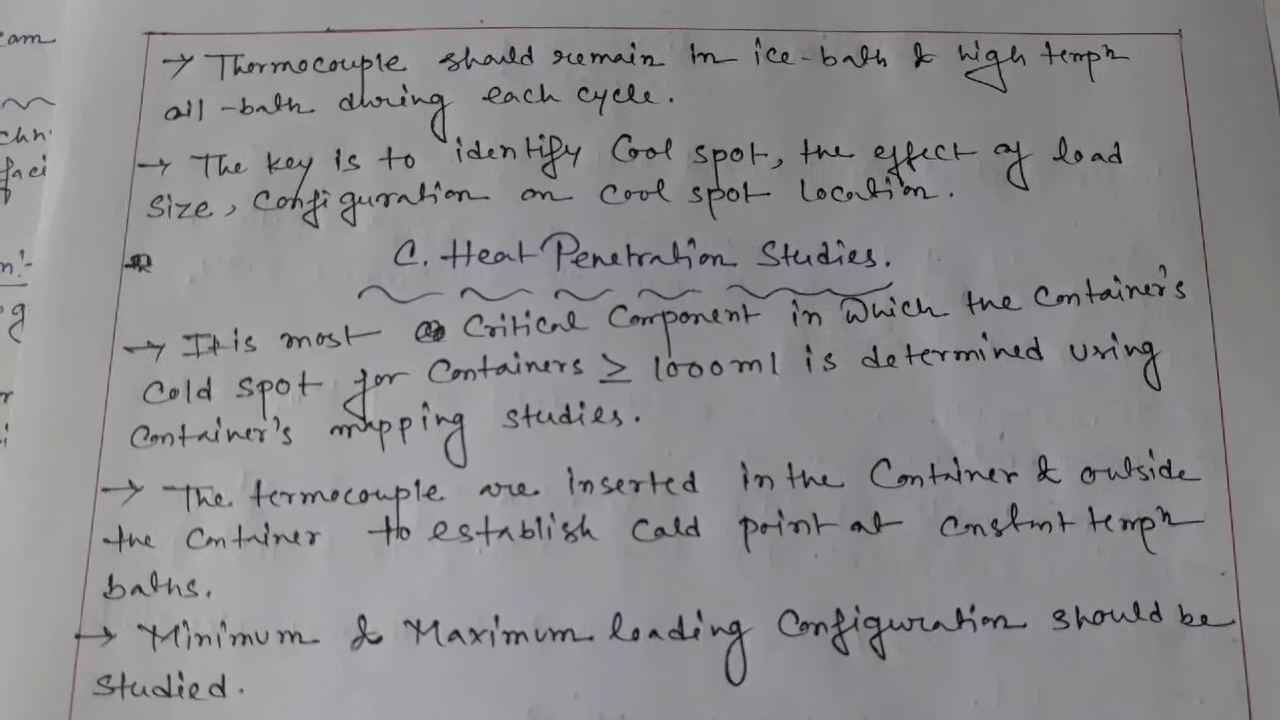 → Thermocouple should remain in ice-bath & high tempn
oil-bath during each cycle.
→ The key is to identify Cool spot, the effect of load
Size, Configuration on Cool spot location.
C. Heat Penetration Studies.
→ It is most Critical Component in which the Container's
Cold spot for Containers ≥ 1000ml is determined using
Container's mapping studies.
→ The termocouple are inserted in the Container & outside
the Container to establish Cold point at Constant tempn
baths.
→ Minimum & Maximum loading Configuration should be
Studied.
eam
chn
faci
g